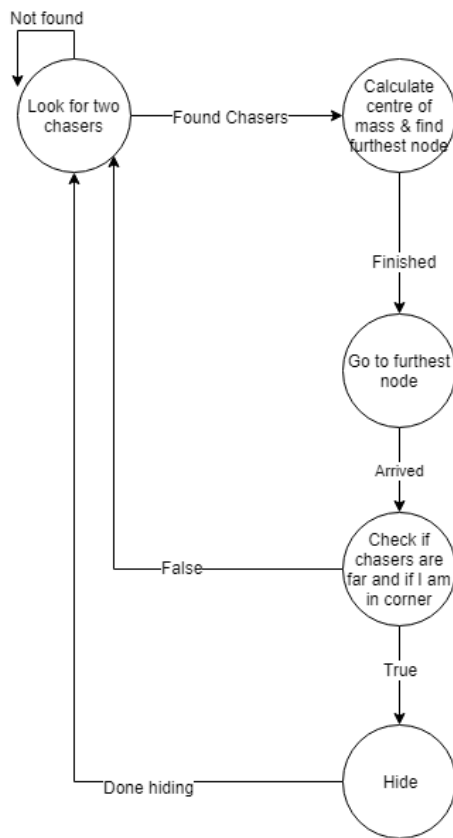 Not found
Look for two
chasers
Found Chasers
Calculate
centre of
mass & find
furthest node
Finished
Go to furthest
node
Arrived
Check if
chasers are
far and if I am
in corner
False
True
Hide
Done hiding